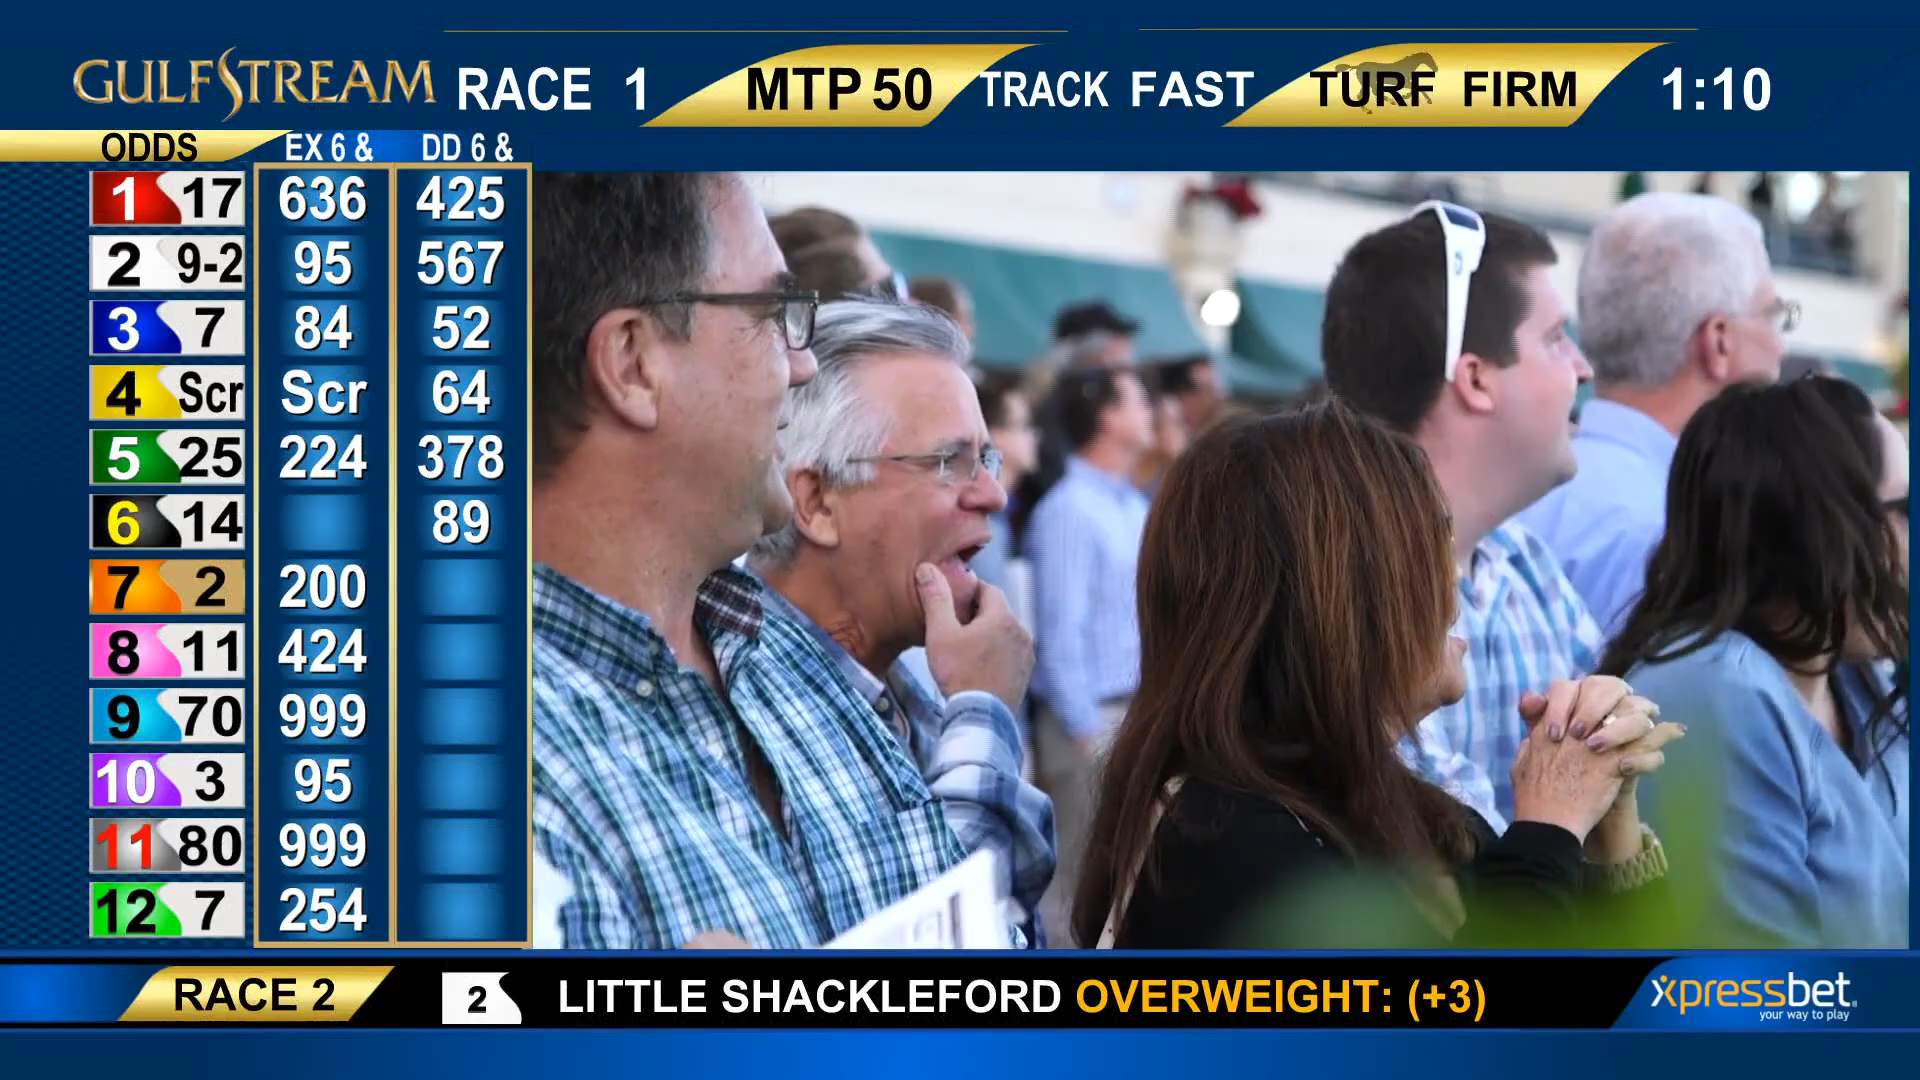 GULFSTREAM RACE 1 MTP 50 TRACK FAST TURF FIRM 1:10
ODDS EX 6 & DD 6 &
1 17 636 425
2 9-2 95 567
3 7 84 52
4 Scr Scr 64
5 25 224 378
6 14 89
7 2 200
8 11 424
9 70 999
10 3 95
11 80 999
12 7 254
RACE 2 2 LITTLE SHACKLEFORD OVERWEIGHT: (+3) xpressbet.
your way to play